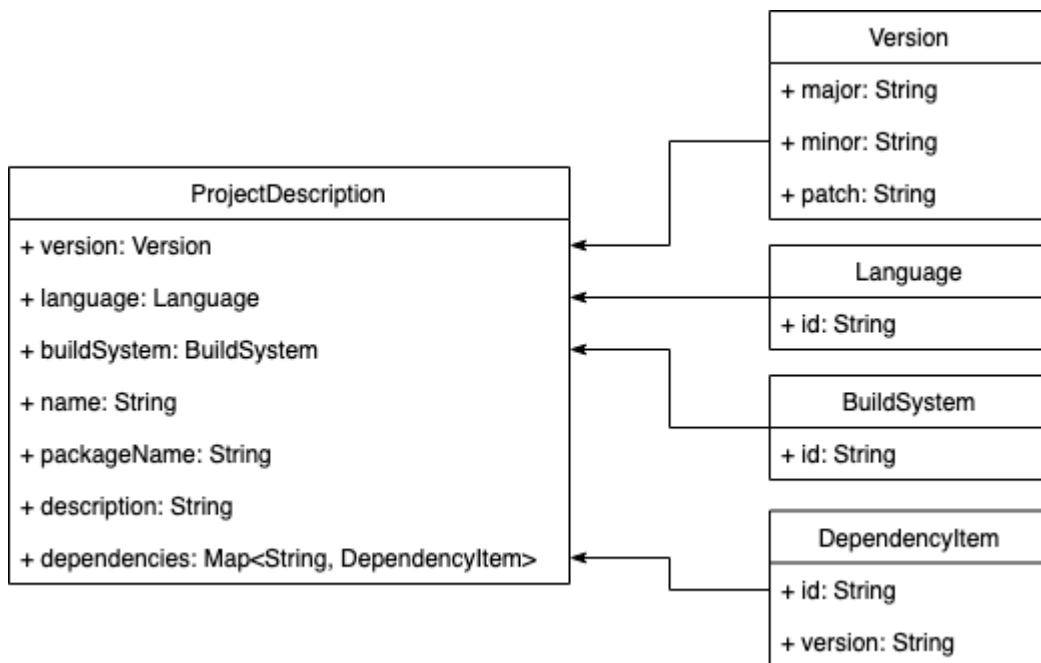 Version
+ major: String
+ minor: String
+ patch: String
ProjectDescription
+ version: Version
+ language: Language
+ buildSystem: BuildSystem
+ name: String
+ packageName: String
+ description: String
+ dependencies: Map<String, DependencyItem>
Language
+ id: String
BuildSystem
+ id: String
DependencyItem
+ id: String
+ version: String